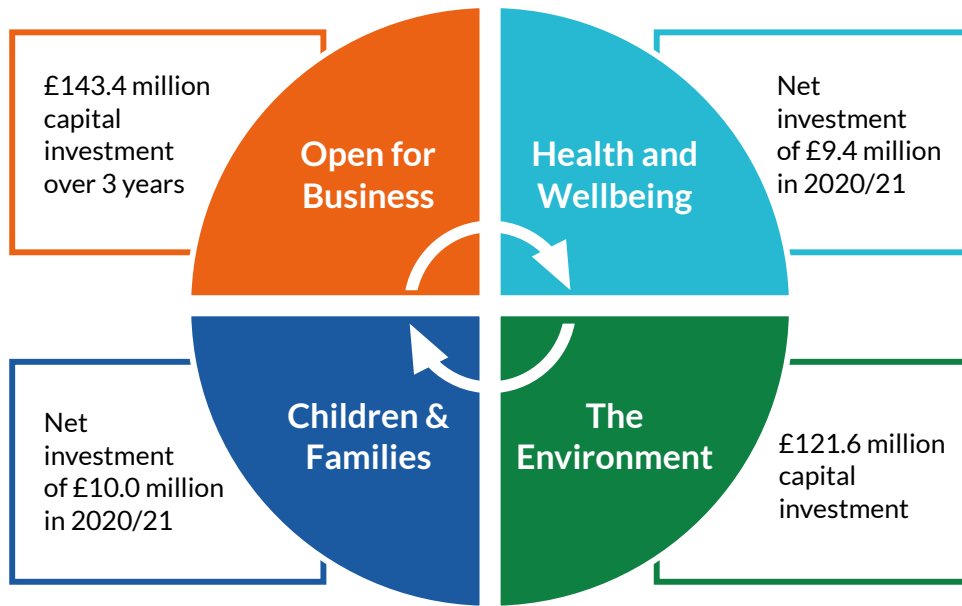 £143.4 million
capital
investment
over 3 years
Open for
Business
Health and
Wellbeing
Net
investment
of £9.4 million
in 2020/21
Net
investment
of £10.0 million
in 2020/21
Children &
Families
The
Environment
£121.6 million
capital
investment